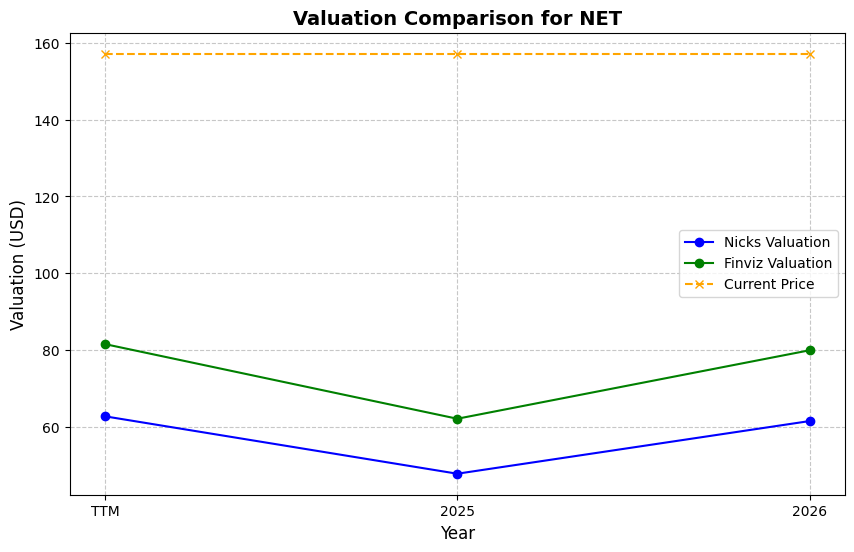 Valuation Comparison for NET
160
140
120
100
80
60
Valuation (USD)
Nicks Valuation
Finviz Valuation
Current Price
TTM
2025
2026
Year